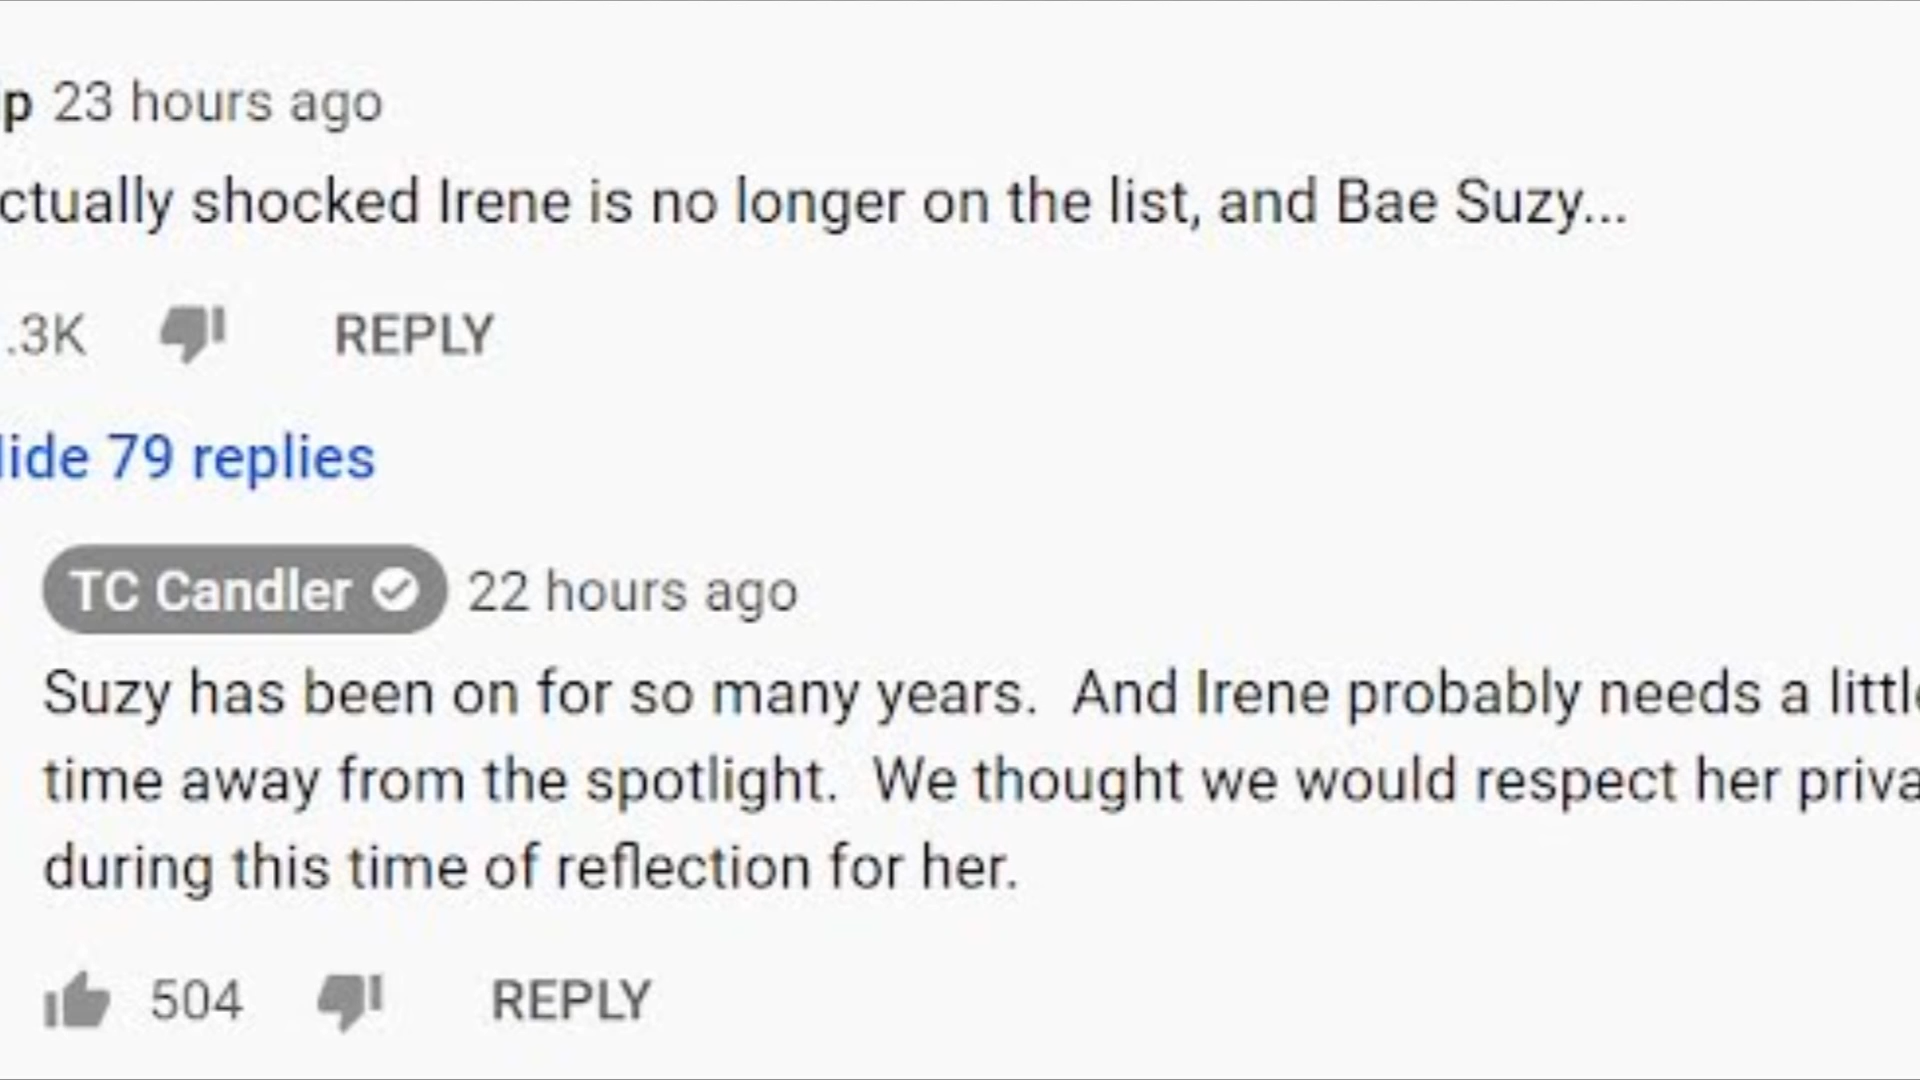 p 23 hours ago
ctually shocked Irene is no longer on the list, and Bae Suzy...
.3K REPLY
ide 79 replies
TC Candler 22 hours ago
Suzy has been on for so many years. And Irene probably needs a little
time away from the spotlight. We thought we would respect her priva
during this time of reflection for her.
504 REPLY